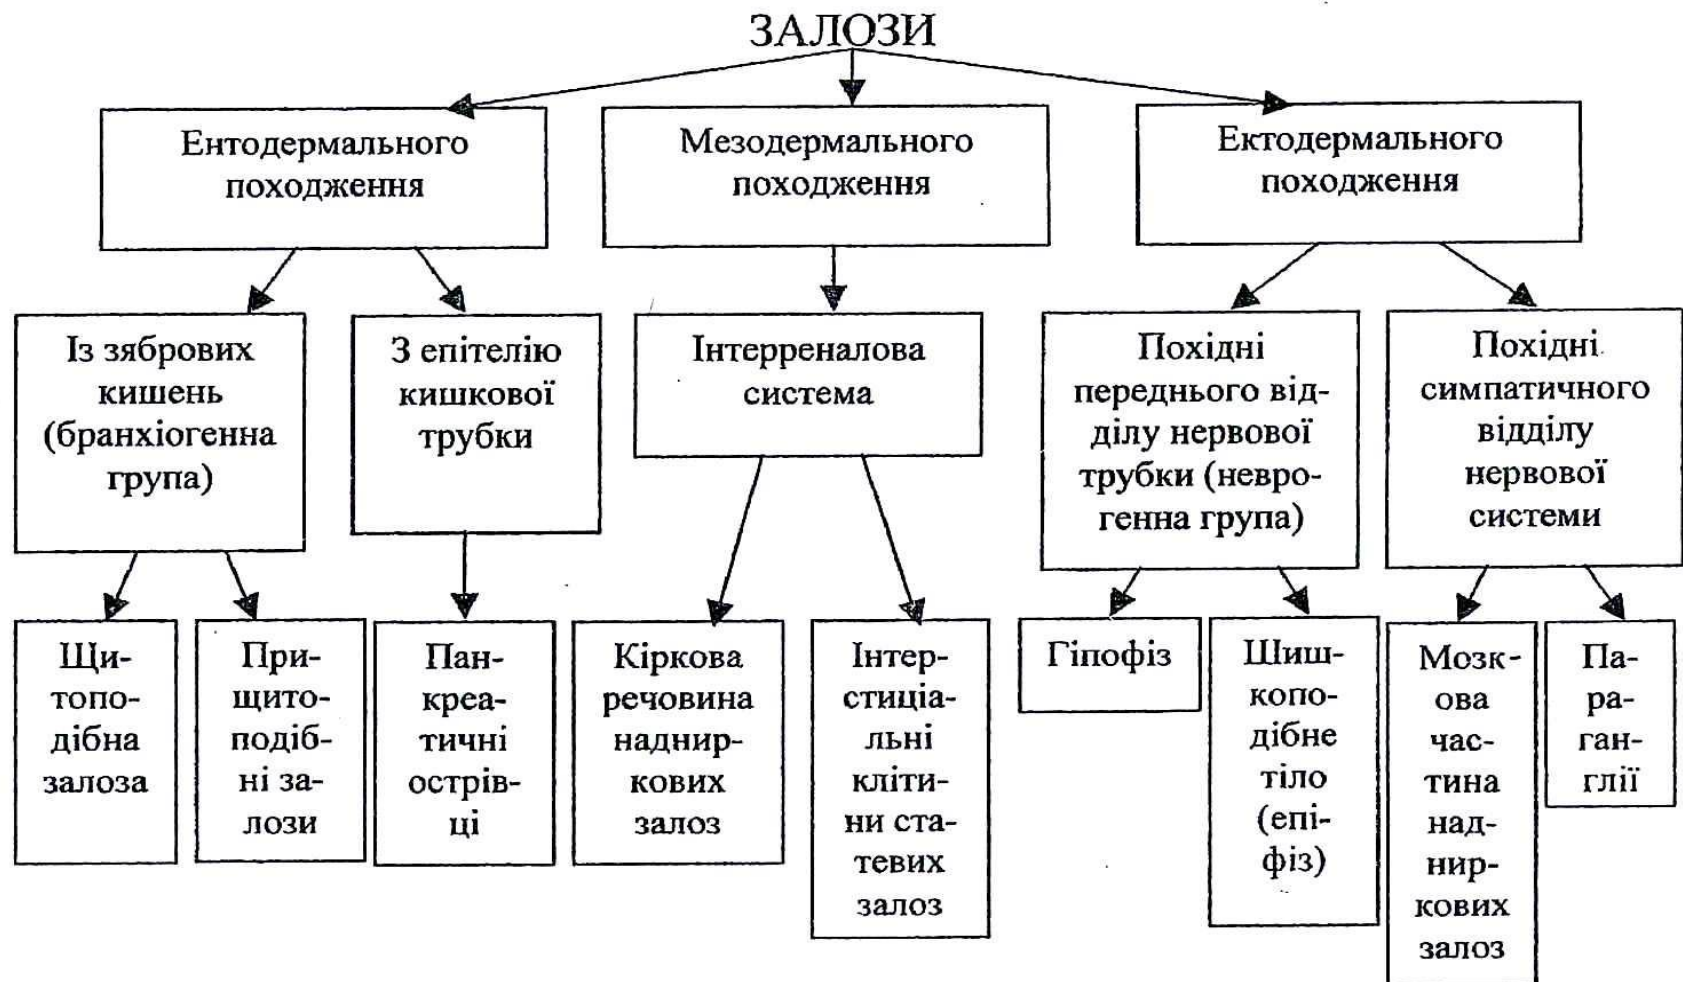 ЗАЛОЗИ
Ентодермального
походження
Мезодермального
походження
Ектодермального
походження
Із зябрових
кишень
(бранхіогенна
група)
З епітелію
кишкової
трубки
Інтерреналова
система
Похідні
переднього від-
ділу нервової
трубки (невро-
генна група)
Похідні
симпатичного
відділу
нервової
системи
Щи-
топо-
дібна
залоза
При-
щито-
подіб-
ні за-
лози
Пан-
креа-
тичні
острів-
ці
Кіркова
речовина
наднир-
кових
залоз
Інтер-
стиціа-
льні
кліти-
ни ста-
тевих
залоз
Гіпофіз
Шиш
копо-
дібне
тіло
(епі-
фіз)
Мозк-
ова
час-
тина
над-
нир-
кових
залоз
Па-
ра-
ган-
глії